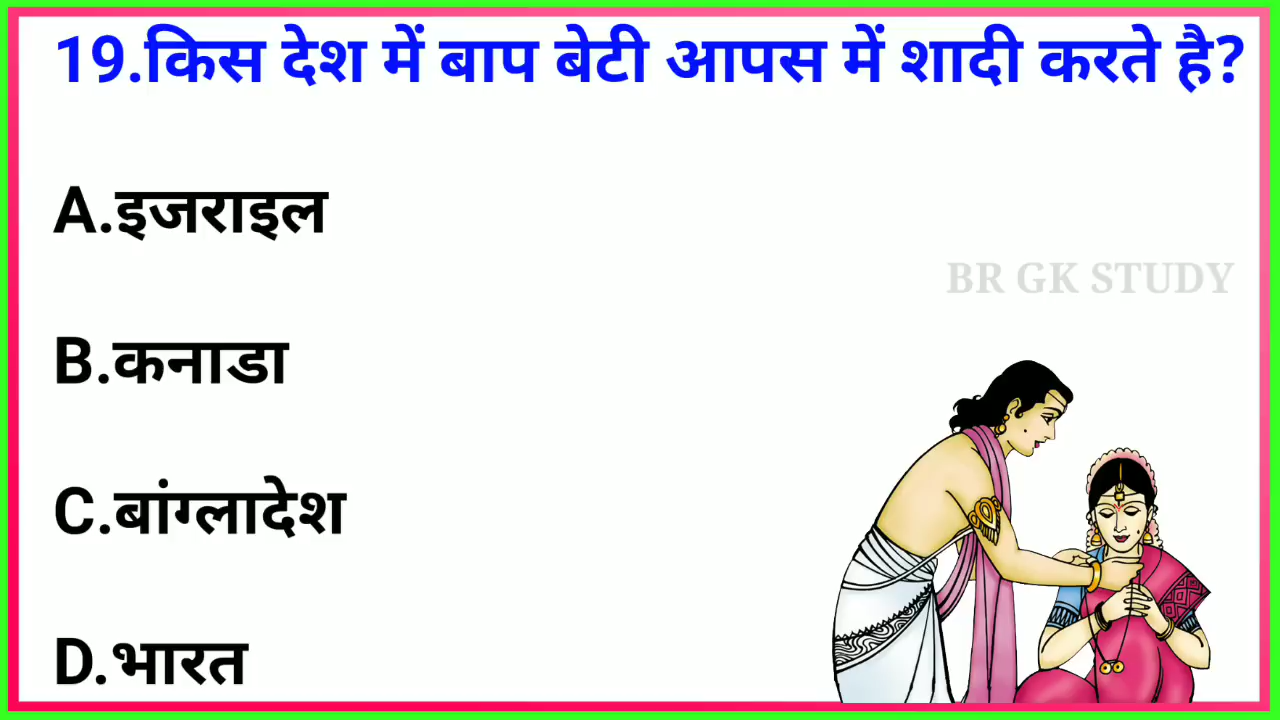 19.किस देश में बाप बेटी आपस में शादी करते है?
A.इजराइल
BR GK STUDY
B.कनाडा
C.बांग्लादेश
D.भारत